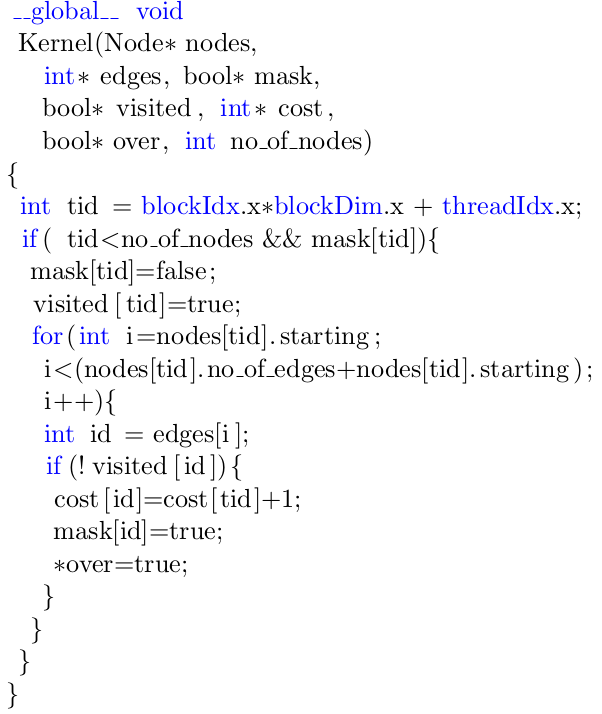 __global__ void
Kernel(Node* nodes,
int* edges, bool* mask,
bool* visited, int* cost,
bool* over, int no_of_nodes)
{
int tid = blockIdx.x*blockDim.x + threadIdx.x;
if( tid<no_of_nodes && mask[tid]){
mask[tid]=false;
visited[tid]=true;
for(int i=nodes[tid].starting;
i<(nodes[tid].no_of_edges+nodes[tid].starting);
i++){
int id = edges[i];
if(!visited[id]){
cost[id]=cost[tid]+1;
mask[id]=true;
*over=true;
}
}
}
}